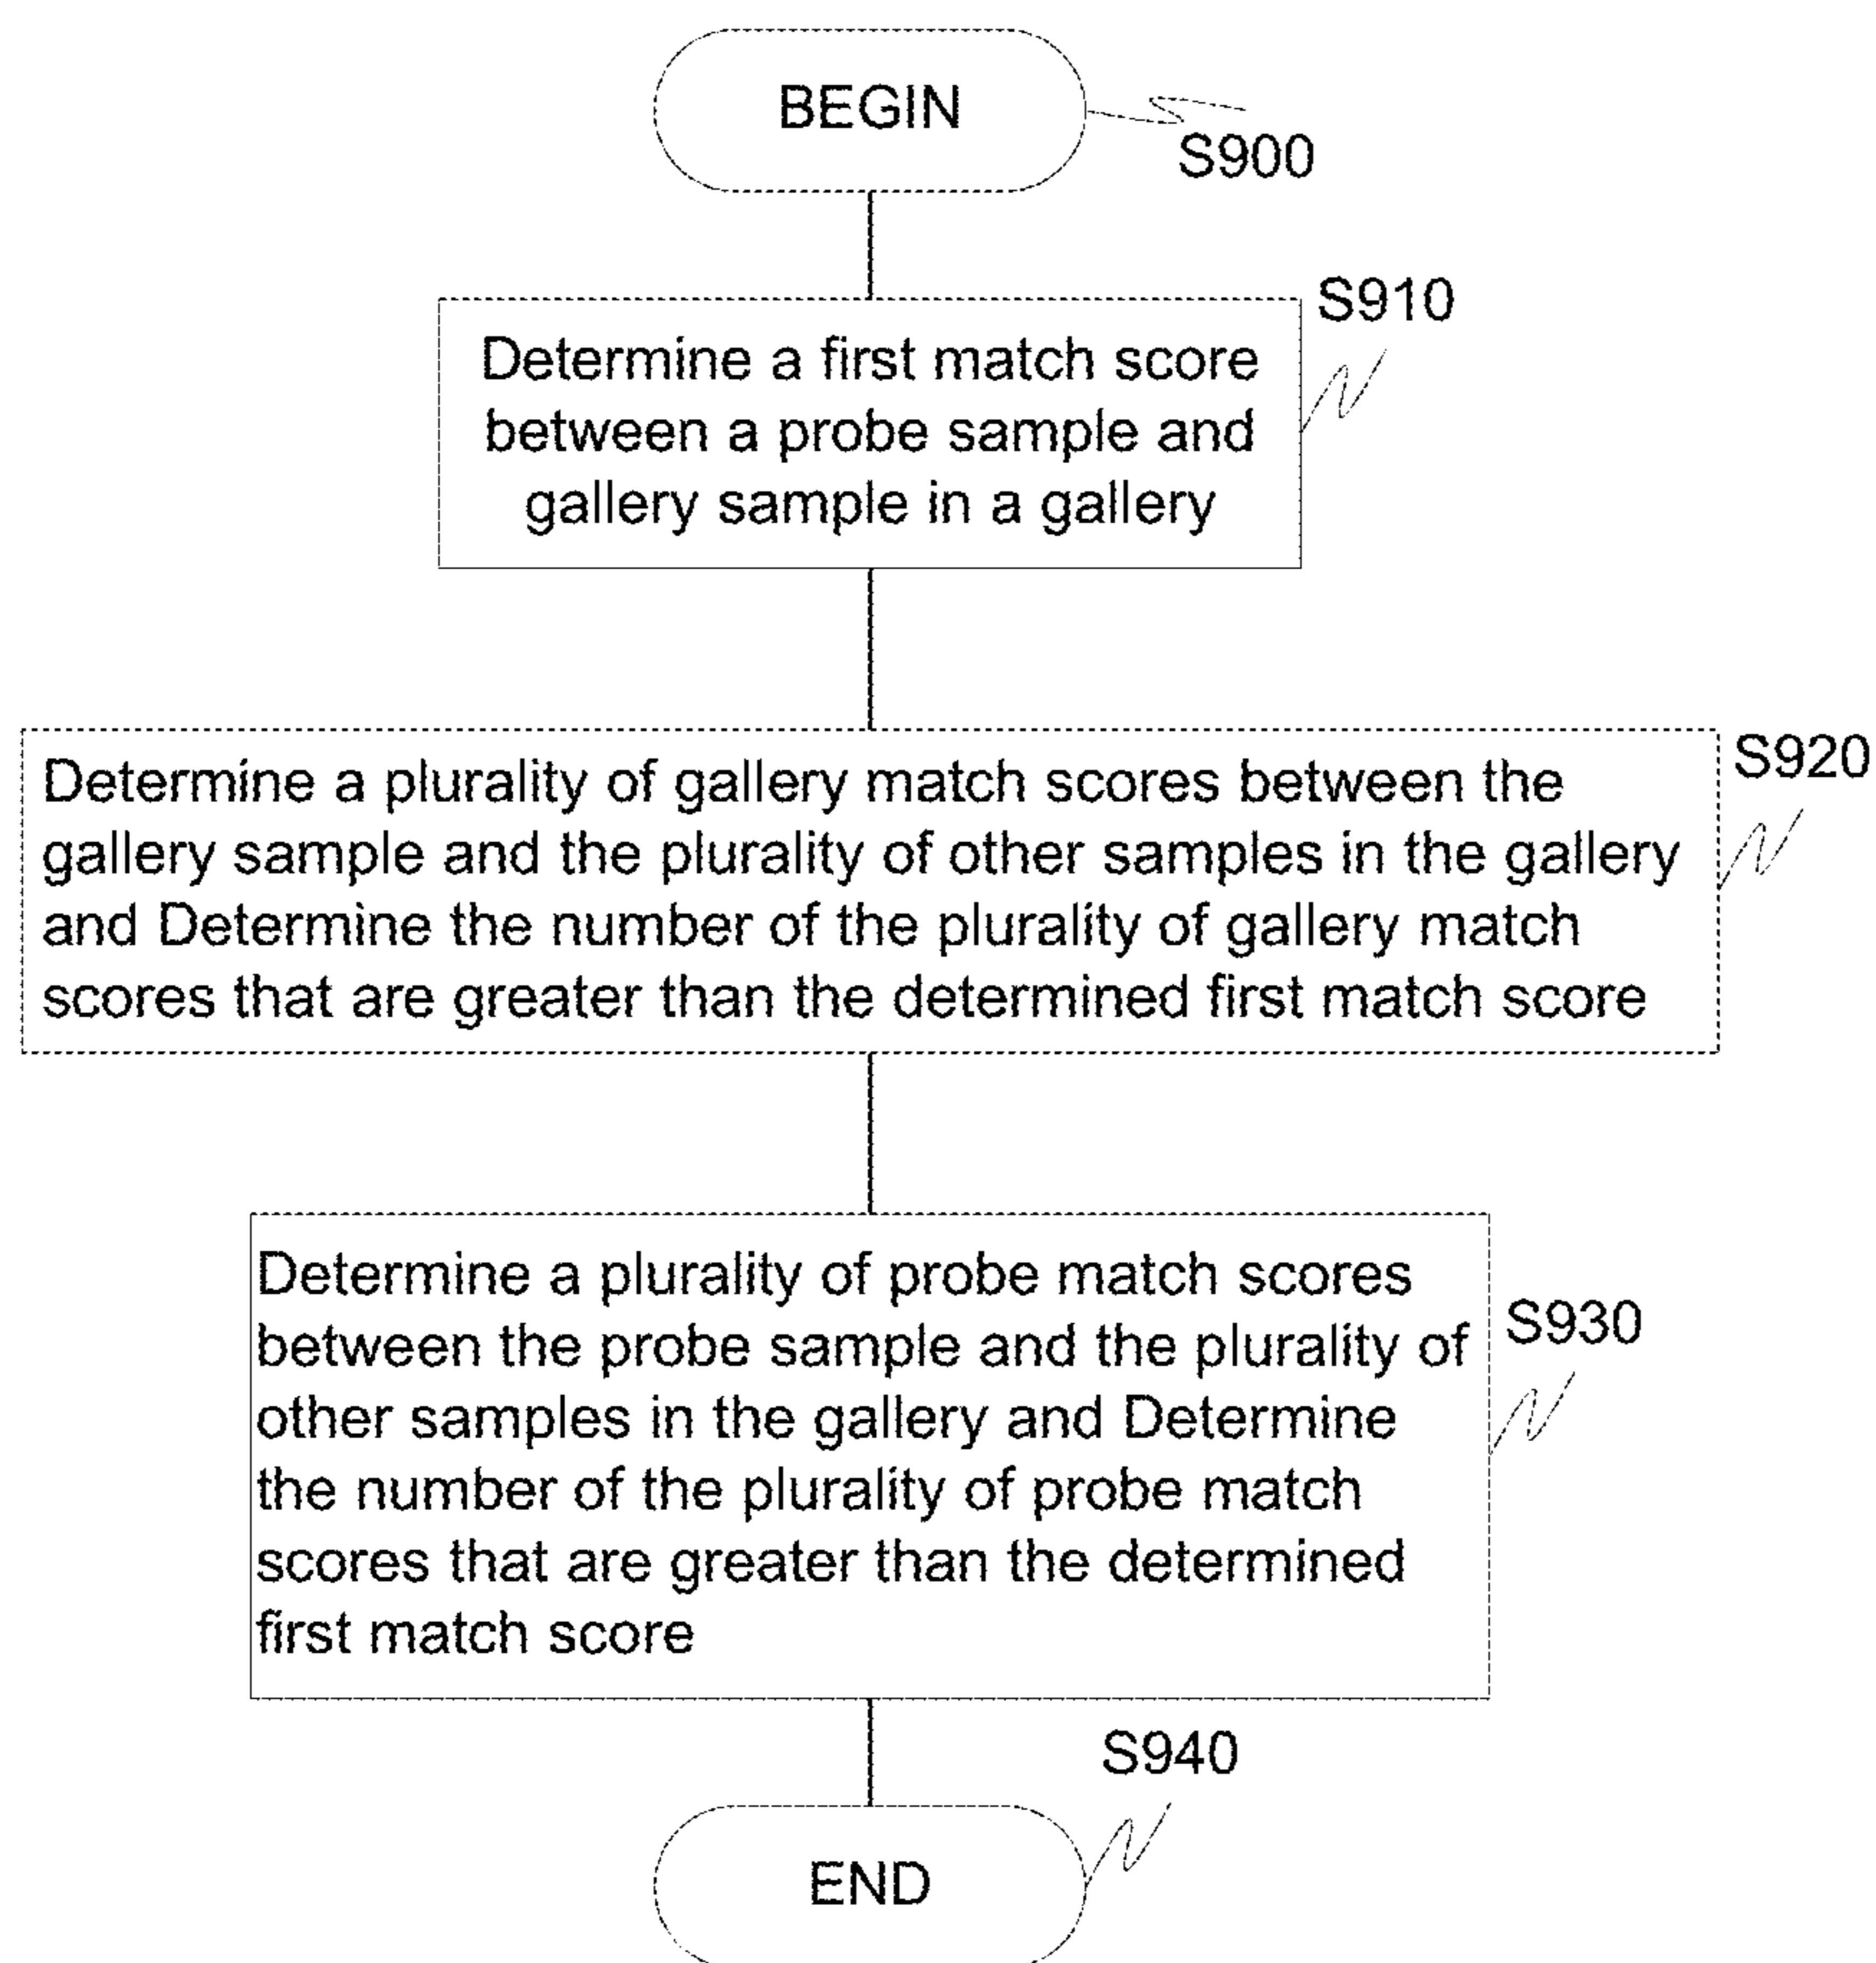 BEGIN
S900
S910
Determine a first match score
between a probe sample and
gallery sample in a gallery
S920
Determine a plurality of gallery match scores between the
gallery sample and the plurality of other samples in the gallery
and Determine the number of the plurality of gallery match
scores that are greater than the determined first match score
Determine a plurality of probe match scores
between the probe sample and the plurality of
other samples in the gallery and Determine
the number of the plurality of probe match
scores that are greater than the determined
first match score
S930
S940
END